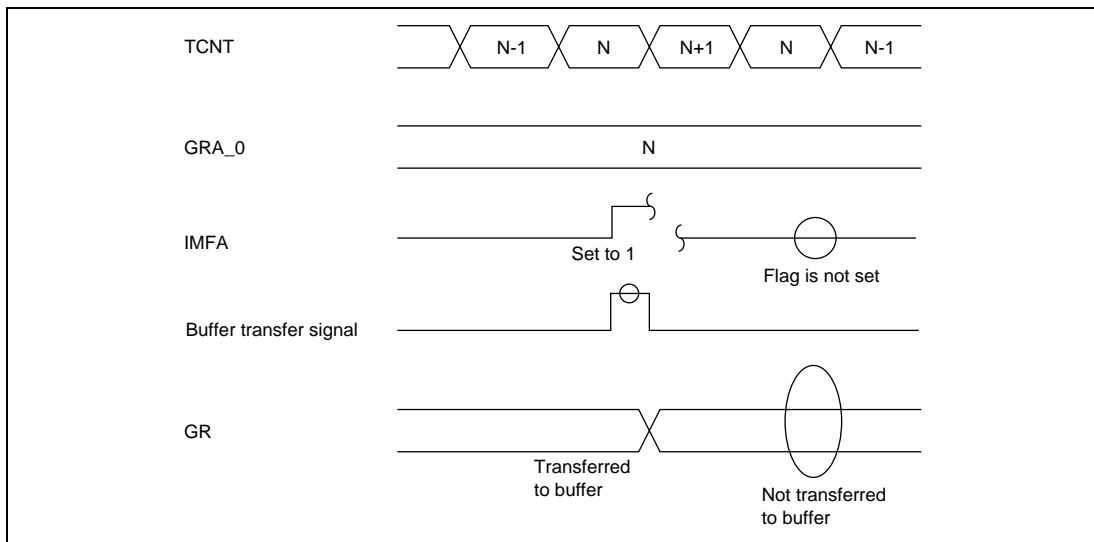 TCNT
N-1 N N+1 N N-1
GRA_0
N
IMFA
Set to 1
Flag is not set
Buffer transfer signal
GR
Transferred
to buffer
Not transferred
to buffer